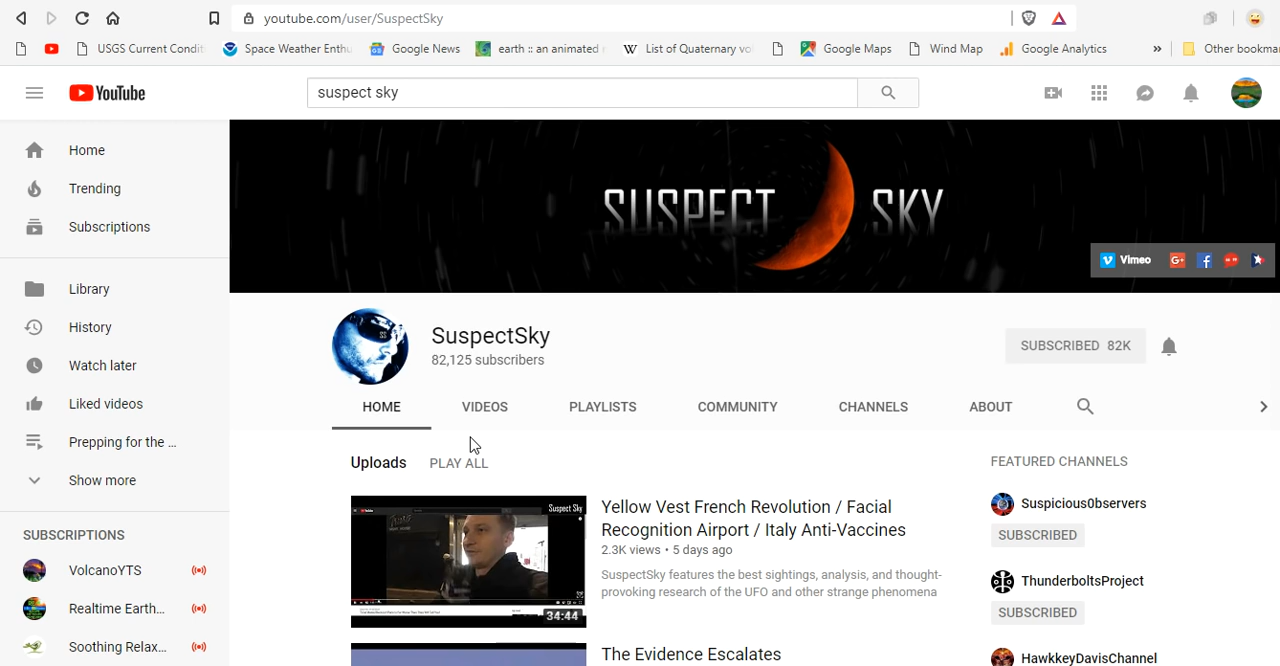 youtube.com/user/SuspectSky
USGS Current Condit
Space Weather Enthu
Google News
earth :: an animated
List of Quaternary vo
Google Maps
Wind Map
Google Analytics
»
Other bookma
YouTube
suspect sky
Home
Trending
Subscriptions
Library
History
Watch later
Liked videos
Prepping for the ...
Show more
SUBSCRIPTIONS
VolcanoYTS
Realtime Earth...
Soothing Relax...
SUSPECT SKY
Vimeo
SuspectSky
82,125 subscribers
SUBSCRIBED 82K
HOME
VIDEOS
PLAYLISTS
COMMUNITY
CHANNELS
ABOUT
Uploads
PLAY ALL
Suspect Sky
34:44
Yellow Vest French Revolution / Facial
Recognition Airport / Italy Anti-Vaccines
2.3K views • 5 days ago
SuspectSky features the best sightings, analysis, and thought-
provoking research of the UFO and other strange phenomena
The Evidence Escalates
FEATURED CHANNELS
Suspicious0bservers
SUBSCRIBED
ThunderboltsProject
SUBSCRIBED
HawkkeyDavisChannel